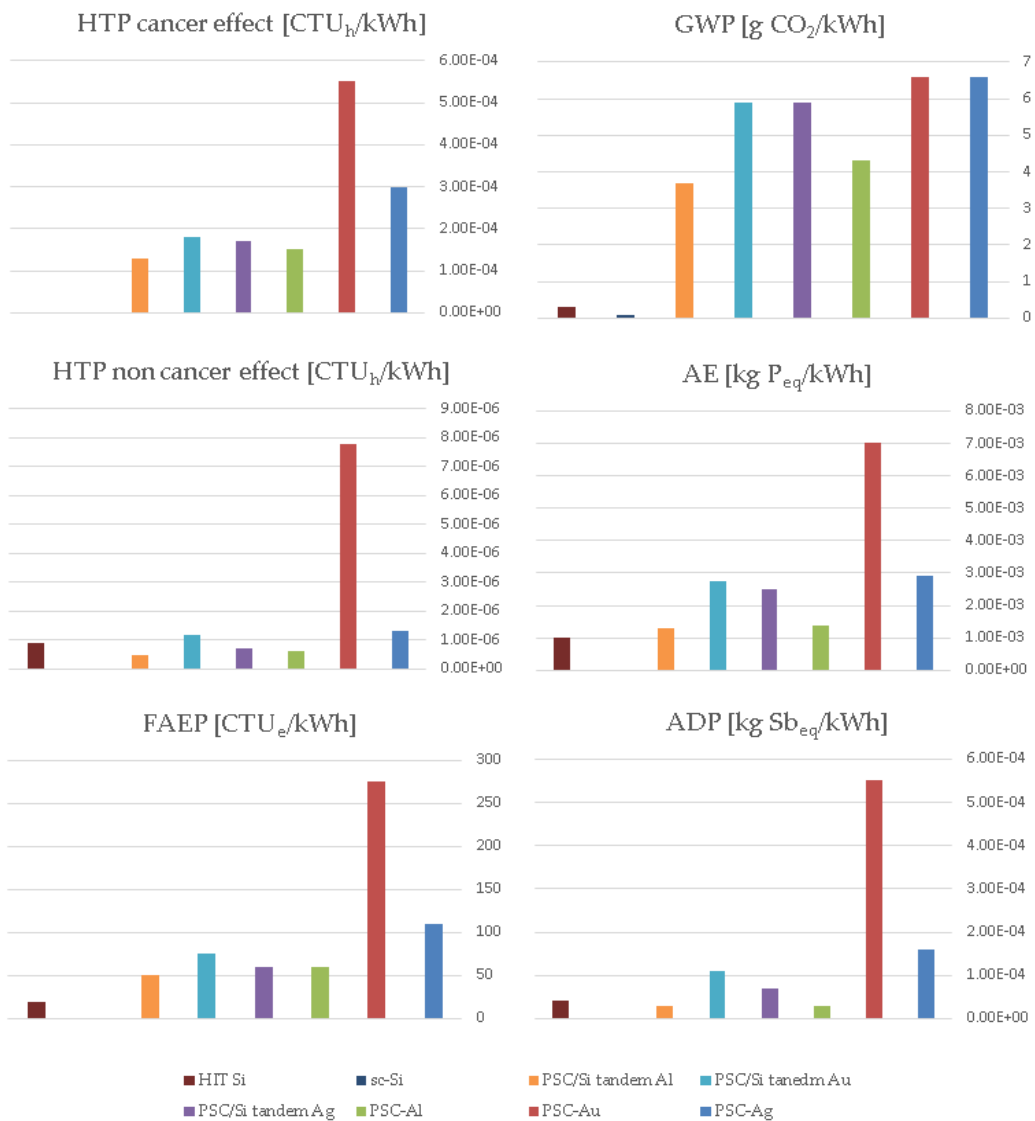 HTP cancer effect [CTUh/kWh]
6.00E-04
5.00E-04
4.00E-04
3.00E-04
2.00E-04
1.00E-04
0.00E+00
GWP [g CO2/kWh]
7
6
5
4
3
2
1
0
HTP non cancer effect [CTUh/kWh]
9.00E-06
8.00E-06
7.00E-06
6.00E-06
5.00E-06
4.00E-06
3.00E-06
2.00E-06
1.00E-06
0.00E+00
AE [kg Peq/kWh]
8.00E-03
7.00E-03
6.00E-03
5.00E-03
4.00E-03
3.00E-03
2.00E-03
1.00E-03
0.00E+00
FAEP [CTUe/kWh]
300
250
200
150
100
50
0
ADP [kg Sbeq/kWh]
6.00E-04
5.00E-04
4.00E-04
3.00E-04
2.00E-04
1.00E-04
0.00E+00
HIT Si sc-Si PSC/Si tandem Al PSC/Si tanedm Au
PSC/Si tandem Ag PSC-Al PSC-Au PSC-Ag